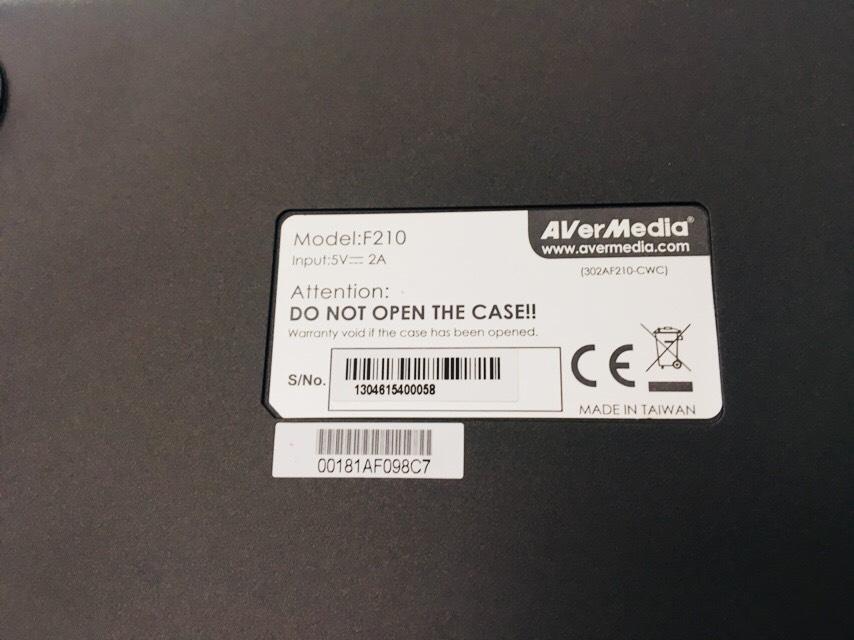 AVerMedia®
www.avermedia.com
Model:F210
Input:5V⎓ 2A
(302AF210-CWC)
Attention:
DO NOT OPEN THE CASE!!
Warranty void if the case has been opened.
S/No.
1304615400058
CE
MADE IN TAIWAN
00181AF098C7